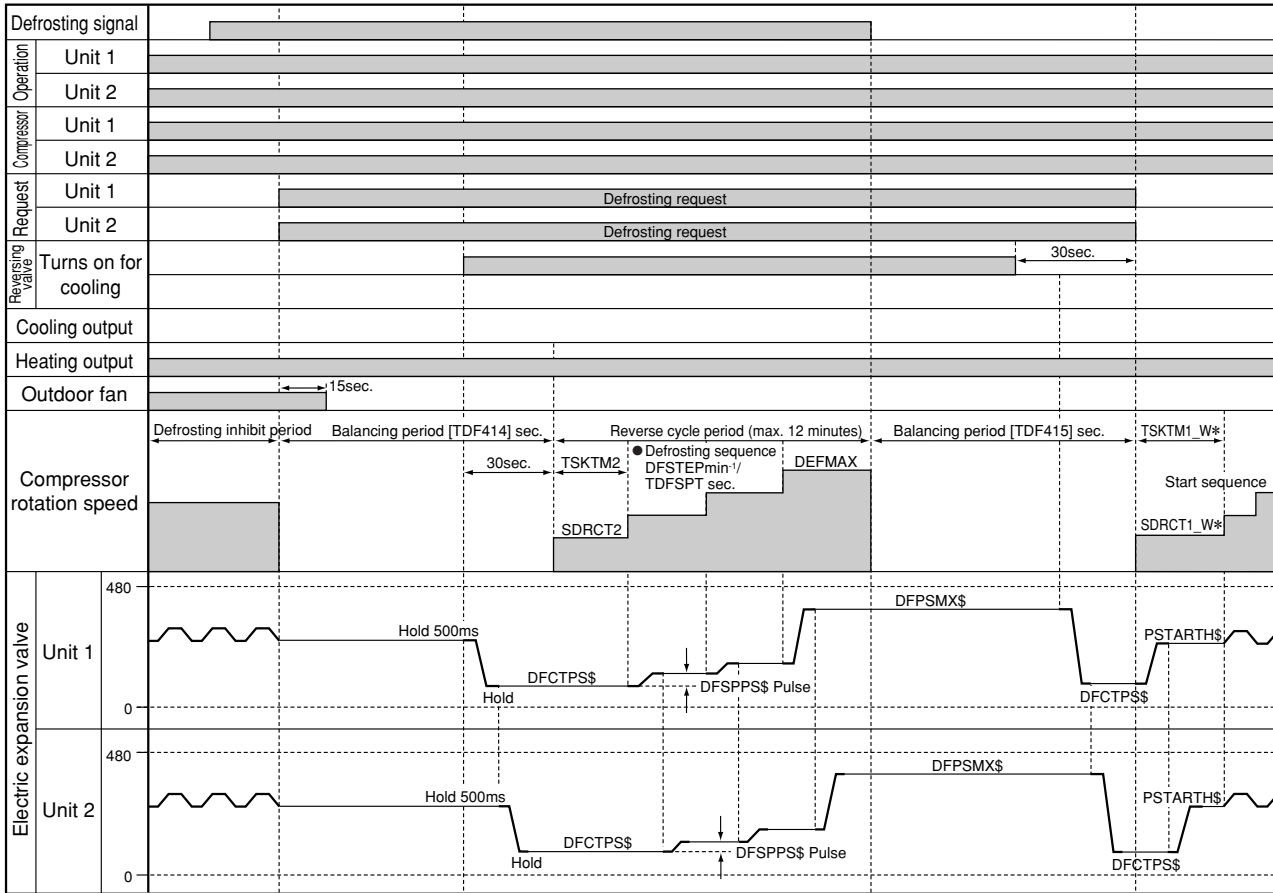 Defrosting signal
Operation
Unit 1
Unit 2
Compressor
Unit 1
Unit 2
Request
Unit 1
Defrosting request
Unit 2
Defrosting request
Reversing valve
Turns on for cooling
30sec.
Cooling output
Heating output
Outdoor fan
15sec.
Compressor rotation speed
Defrosting inhibit period
Balancing period [TDF414] sec.
Reverse cycle period (max. 12 minutes)
Balancing period [TDF415] sec.
TSKTM1_W*
30sec.
TSKTM2
● Defrosting sequence
DFSTEPmin-1/
TDFSPT sec.
DEFMAX
Start sequence
SDRCT2
SDRCT1_W*
Electric expansion valve
Unit 1
480
0
Hold 500ms
Hold
DFCTPS$
DFSPPS$ Pulse
DFPSMX$
DFCTPS$
PSTARTH$
Unit 2
480
0
Hold 500ms
Hold
DFCTPS$
DFSPPS$ Pulse
DFPSMX$
DFCTPS$
PSTARTH$